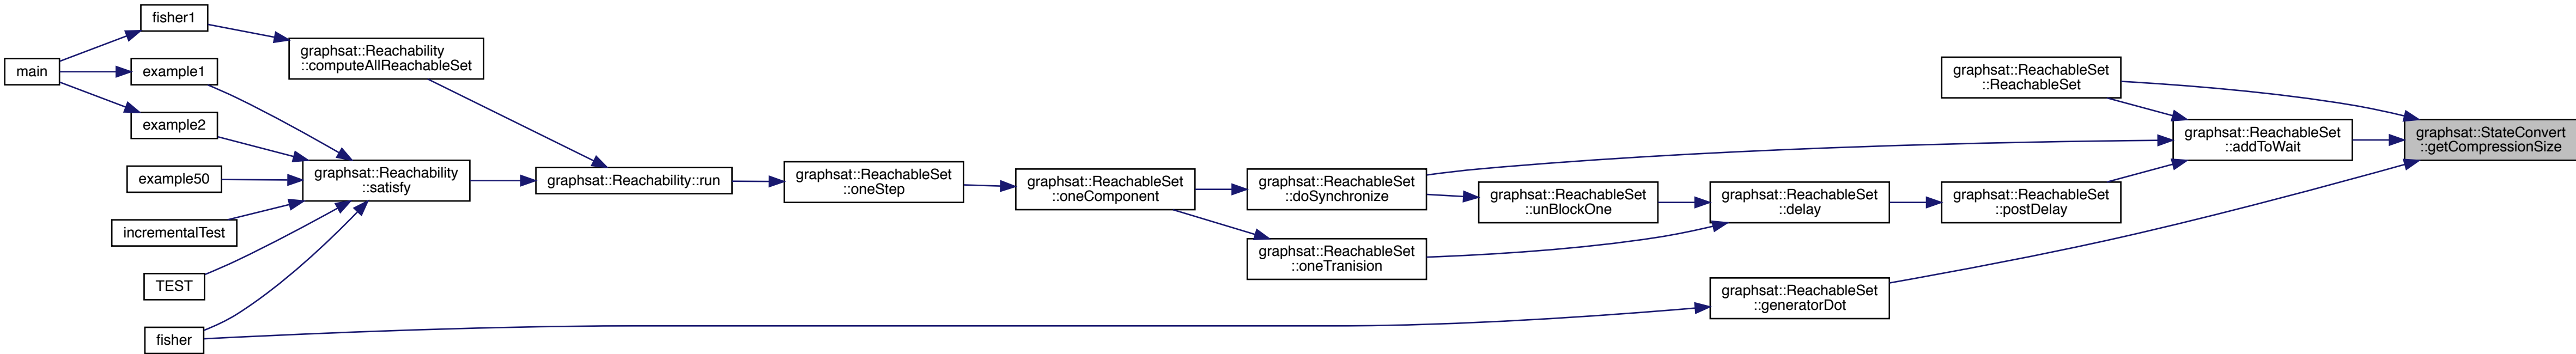 main
fisher1
example1
example2
example50
incrementalTest
TEST
fisher
graphsat::Reachability
::computeAllReachableSet
graphsat::Reachability
::satisfy
graphsat::Reachability::run
graphsat::ReachableSet
::oneStep
graphsat::ReachableSet
::oneComponent
graphsat::ReachableSet
::doSynchronize
graphsat::ReachableSet
::oneTranision
graphsat::ReachableSet
::unBlockOne
graphsat::ReachableSet
::delay
graphsat::ReachableSet
::generatorDot
graphsat::ReachableSet
::ReachableSet
graphsat::ReachableSet
::postDelay
graphsat::ReachableSet
::addToWait
graphsat::StateConvert
::getCompressionSize